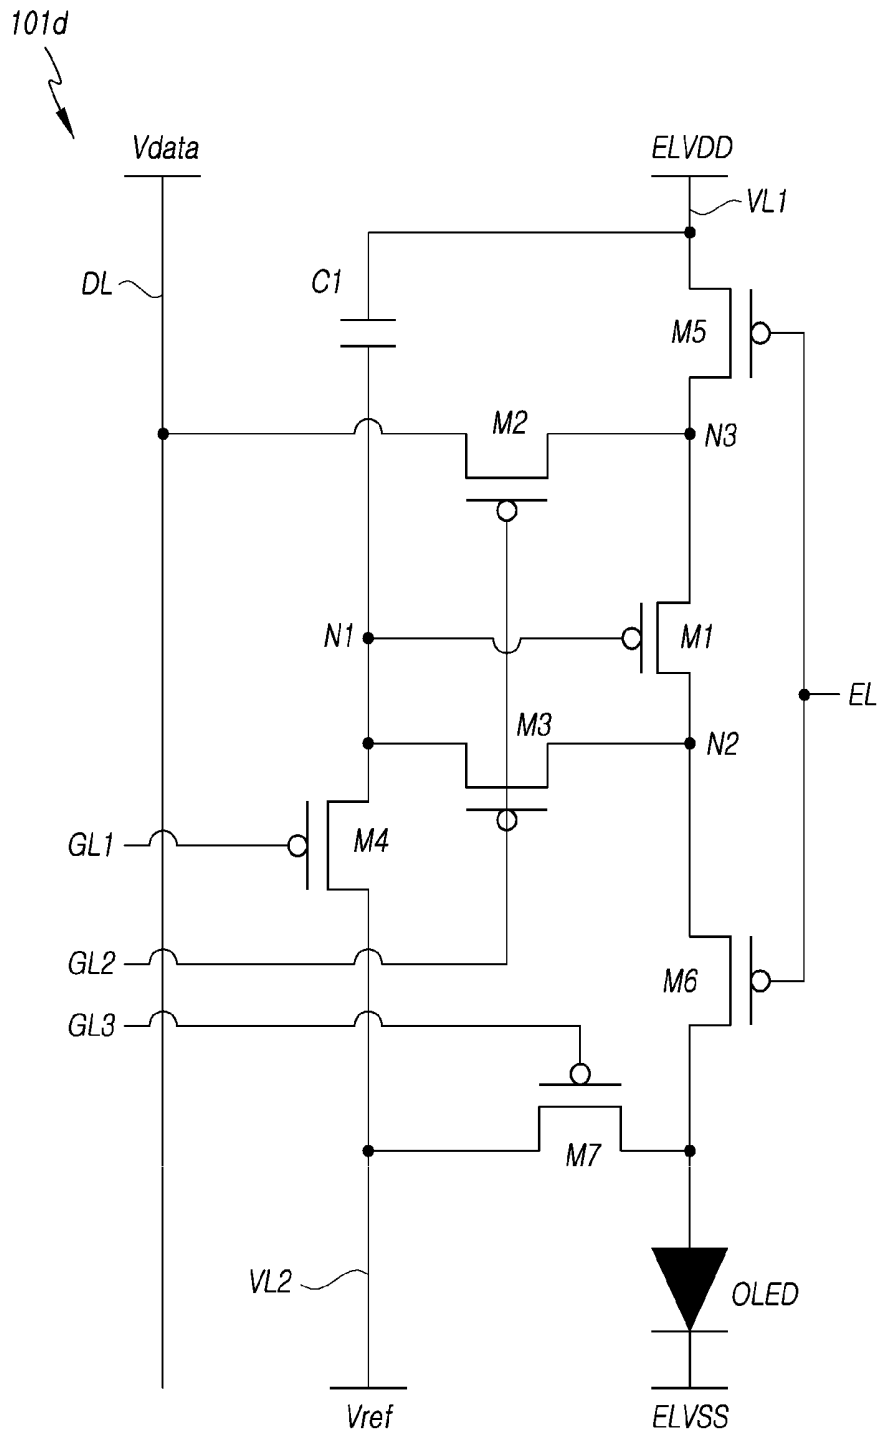 101d
Vdata
ELVDD
VL1
DL
C1
M5
M2
N3
N1
M1
EL
M3
N2
GL1
M4
GL2
M6
GL3
M7
VL2
OLED
Vref
ELVSS